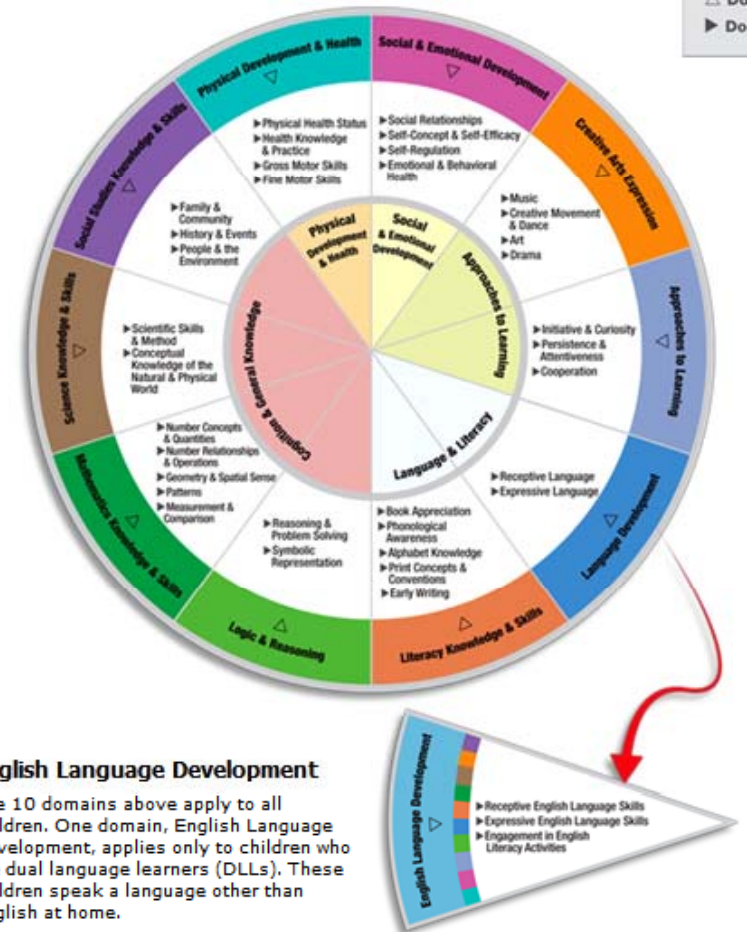 ▶ Do
Physical Development & Health
Social & Emotional Development
Creative Arts Expression
Approaches to Learning
Language Development
Literacy Knowledge & Skills
Logic & Reasoning
Mathematics Knowledge & Skills
Science Knowledge & Skills
Social Studies Knowledge & Skills
▶Physical Health Status
▶Health Knowledge
& Practice
▶Gross Motor Skills
▶Fine Motor Skills
▶Social Relationships
▶Self-Concept & Self-Efficacy
▶Self-Regulation
▶Emotional & Behavioral
Health
▶Music
▶Creative Movement
& Dance
▶Art
▶Drama
▶Initiative & Curiosity
▶Persistence &
Attentiveness
▶Cooperation
▶Receptive Language
▶Expressive Language
▶Book Appreciation
▶Phonological
Awareness
▶Alphabet Knowledge
▶Print Concepts &
Conventions
▶Early Writing
▶Reasoning &
Problem Solving
▶Symbolic
Representation
▶Number Concepts
& Quantities
▶Number Relationships
& Operations
▶Geometry & Spatial Sense
▶Patterns
▶Measurement &
Comparison
▶Scientific Skills
& Method
▶Conceptual
Knowledge of the
Natural & Physical
World
▶Family &
Community
▶History & Events
▶People & the
Environment
Physical
Development
& Health
Social
& Emotional
Development
Approaches to Learning
Language & Literacy
Cognition & General Knowledge
English Language Development
▶Receptive English Language Skills
▶Expressive English Language Skills
▶Engagement in English
Literacy Activities
glish Language Development
e 10 domains above apply to all
ldren. One domain, English Language
velopment, applies only to children who
dual language learners (DLLs). These
ldren speak a language other than
glish at home.